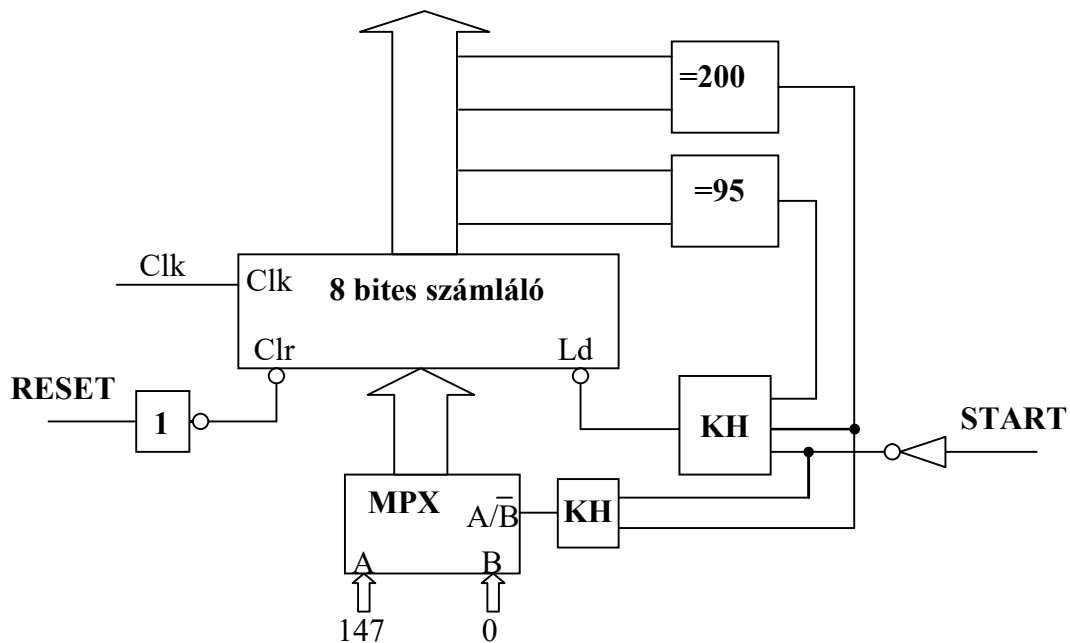 =200
=95
Clk
Clk
8 bites számláló
Clr
Ld
RESET
1
KH
START
MPX
A/B̅
KH
A
B
147
0